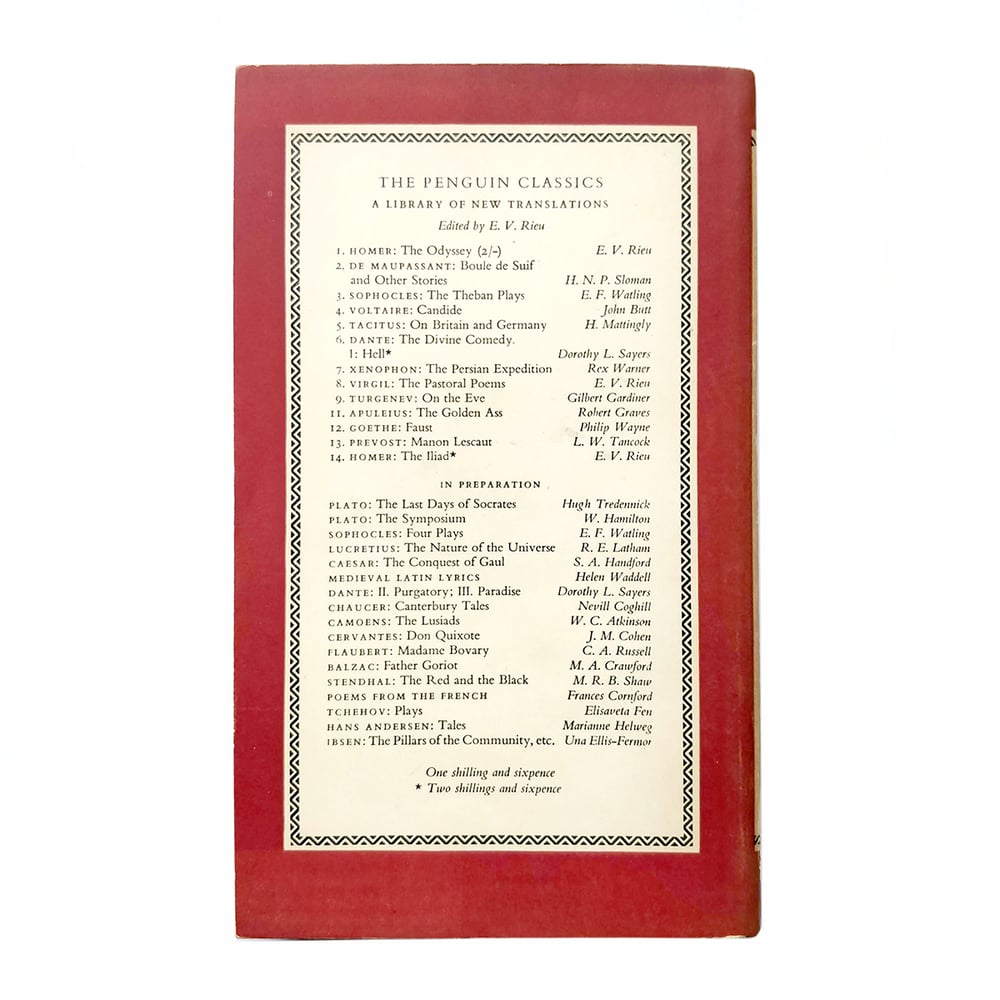 THE PENGUIN CLASSICS
A LIBRARY OF NEW TRANSLATIONS
Edited by E. V. Rieu
1. HOMER: The Odyssey (2/-) E. V. Rieu
2. DE MAUPASSANT: Boule de Suif
and Other Stories H. N. P. Sloman
3. SOPHOCLES: The Theban Plays E. F. Watling
4. VOLTAIRE: Candide John Butt
5. TACITUS: On Britain and Germany H. Mattingly
6. DANTE: The Divine Comedy.
I: Hell* Dorothy L. Sayers
7. XENOPHON: The Persian Expedition Rex Warner
8. VIRGIL: The Pastoral Poems E. V. Rieu
9. TURGENEV: On the Eve Gilbert Gardiner
11. APULEIUS: The Golden Ass Robert Graves
12. GOETHE: Faust Philip Wayne
13. PREVOST: Manon Lescaut L. W. Tancock
14. HOMER: The Iliad* E. V. Rieu
IN PREPARATION
PLATO: The Last Days of Socrates Hugh Tredennick
PLATO: The Symposium W. Hamilton
SOPHOCLES: Four Plays E. F. Watling
LUCRETIUS: The Nature of the Universe R. E. Latham
CAESAR: The Conquest of Gaul S. A. Handford
MEDIEVAL LATIN LYRICS Helen Waddell
DANTE: II. Purgatory; III. Paradise Dorothy L. Sayers
CHAUCER: Canterbury Tales Nevill Coghill
CAMOENS: The Lusiads W. C. Atkinson
CERVANTES: Don Quixote J. M. Cohen
FLAUBERT: Madame Bovary C. A. Russell
BALZAC: Father Goriot M. A. Crawford
STENDHAL: The Red and the Black M. R. B. Shaw
POEMS FROM THE FRENCH Frances Cornford
TCHEHOV: Plays Elisaveta Fen
HANS ANDERSEN: Tales Marianne Helweg
IBSEN: The Pillars of the Community, etc. Una Ellis-Fermor
One shilling and sixpence
* Two shillings and sixpence